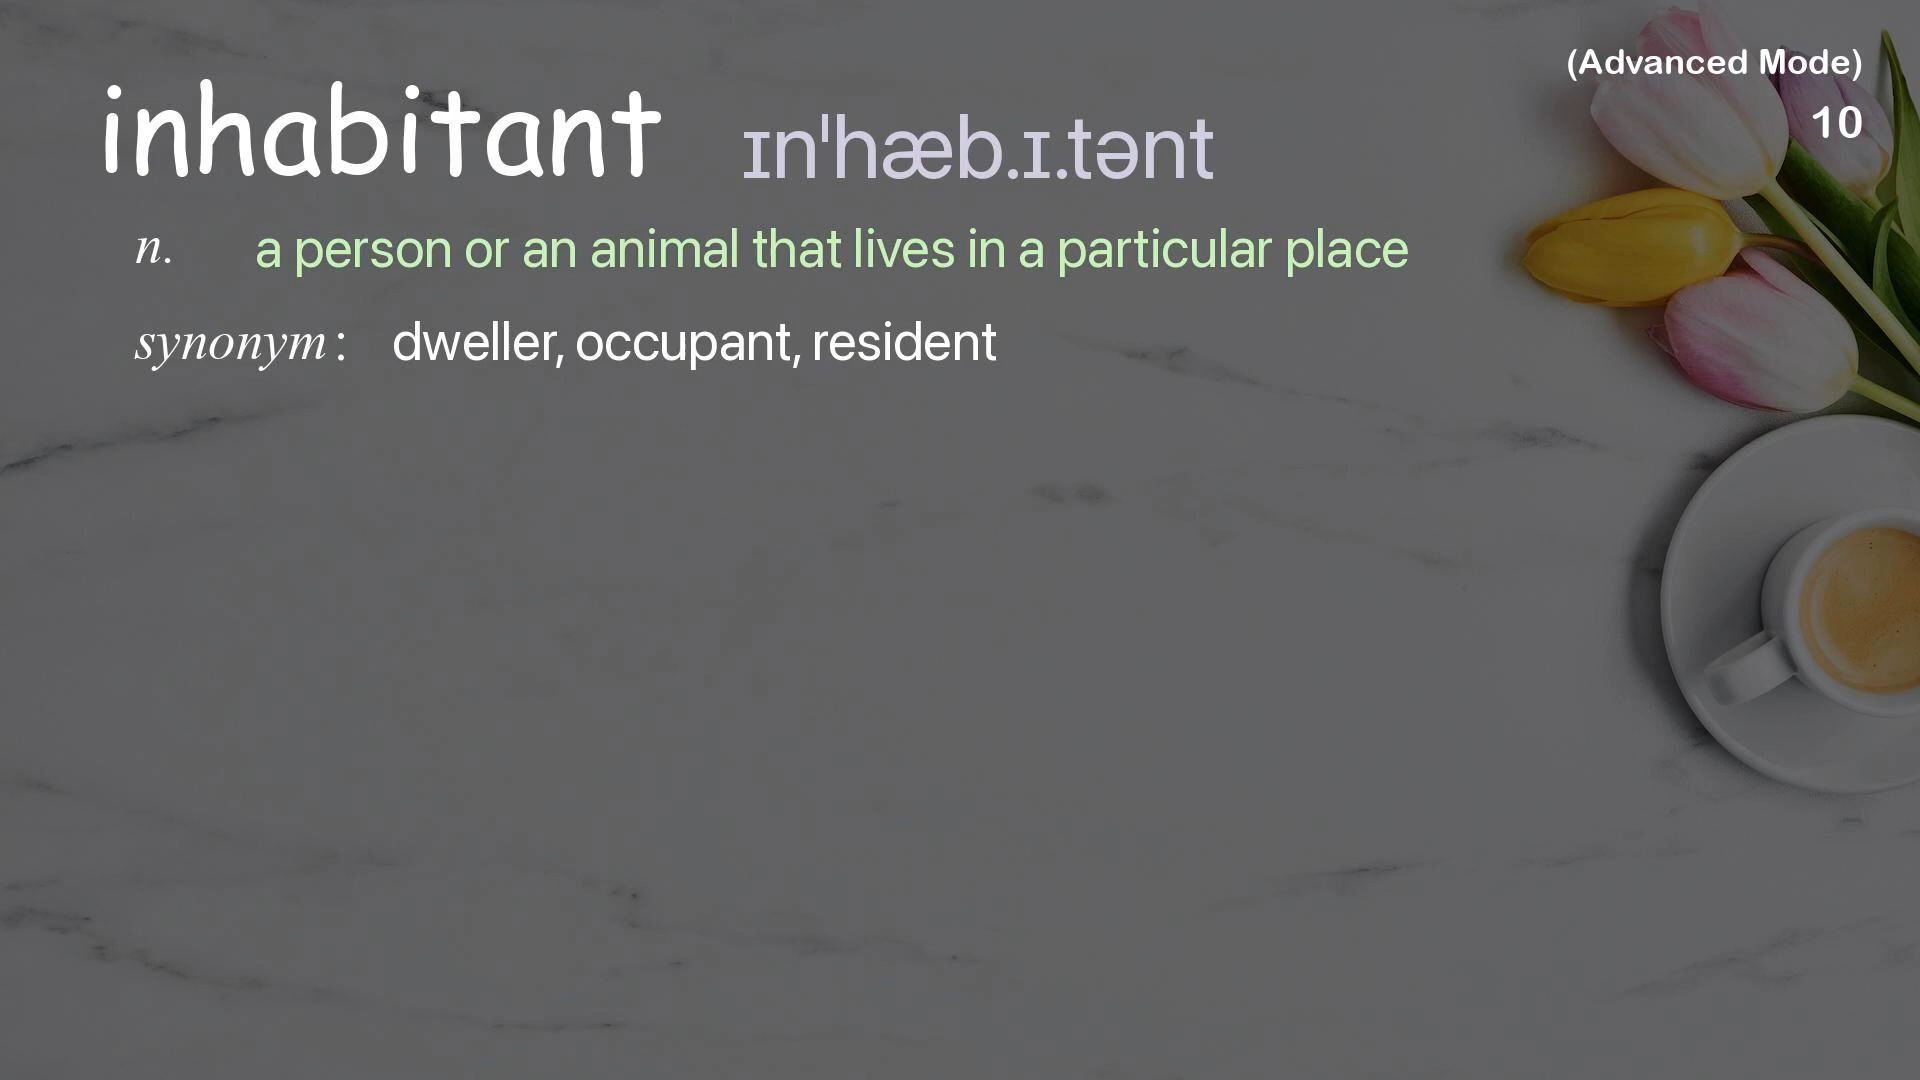 (Advanced Mode)
10
inhabitant ɪnˈhæb.ɪ.tənt
n. a person or an animal that lives in a particular place
synonym: dweller, occupant, resident